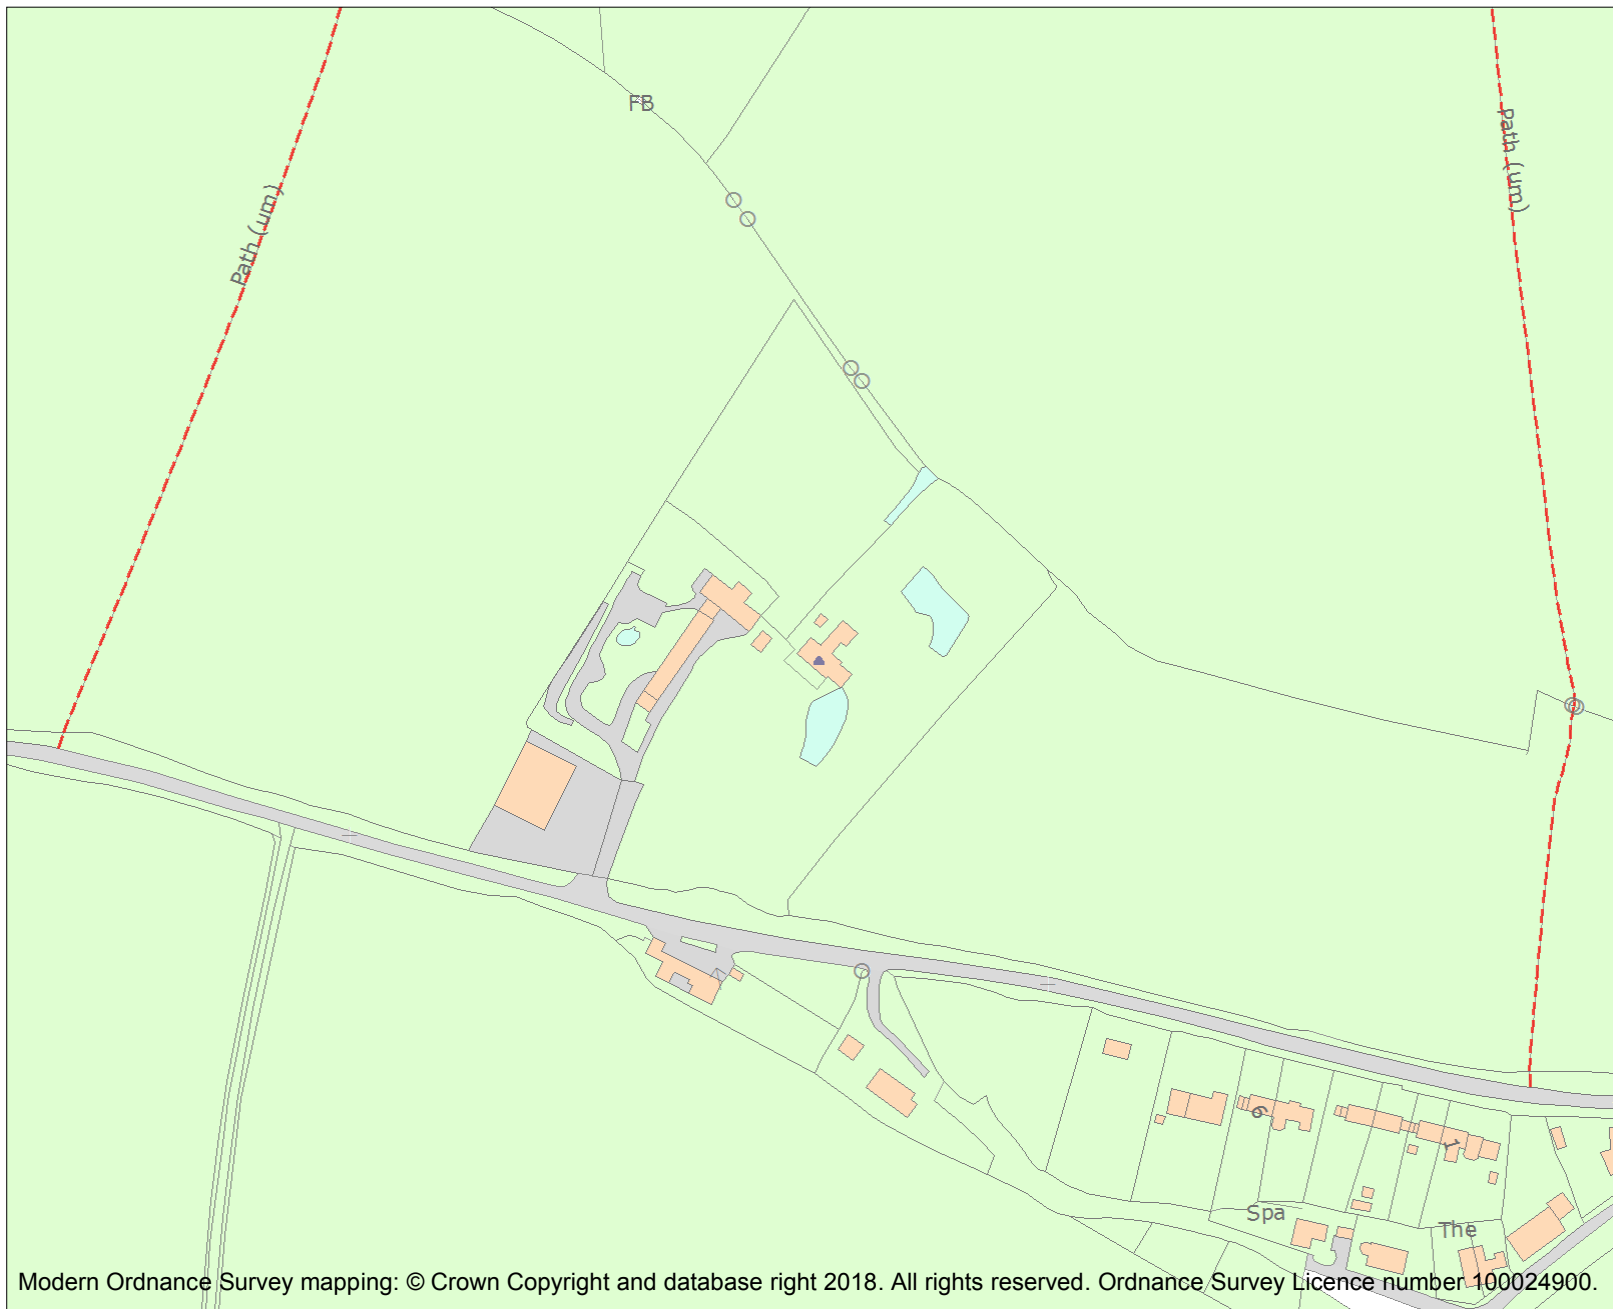 FB
Path (um)
Path (um)
6
1
Spa
The
Modern Ordnance Survey mapping: © Crown Copyright and database right 2018. All rights reserved. Ordnance Survey Licence number 100024900.